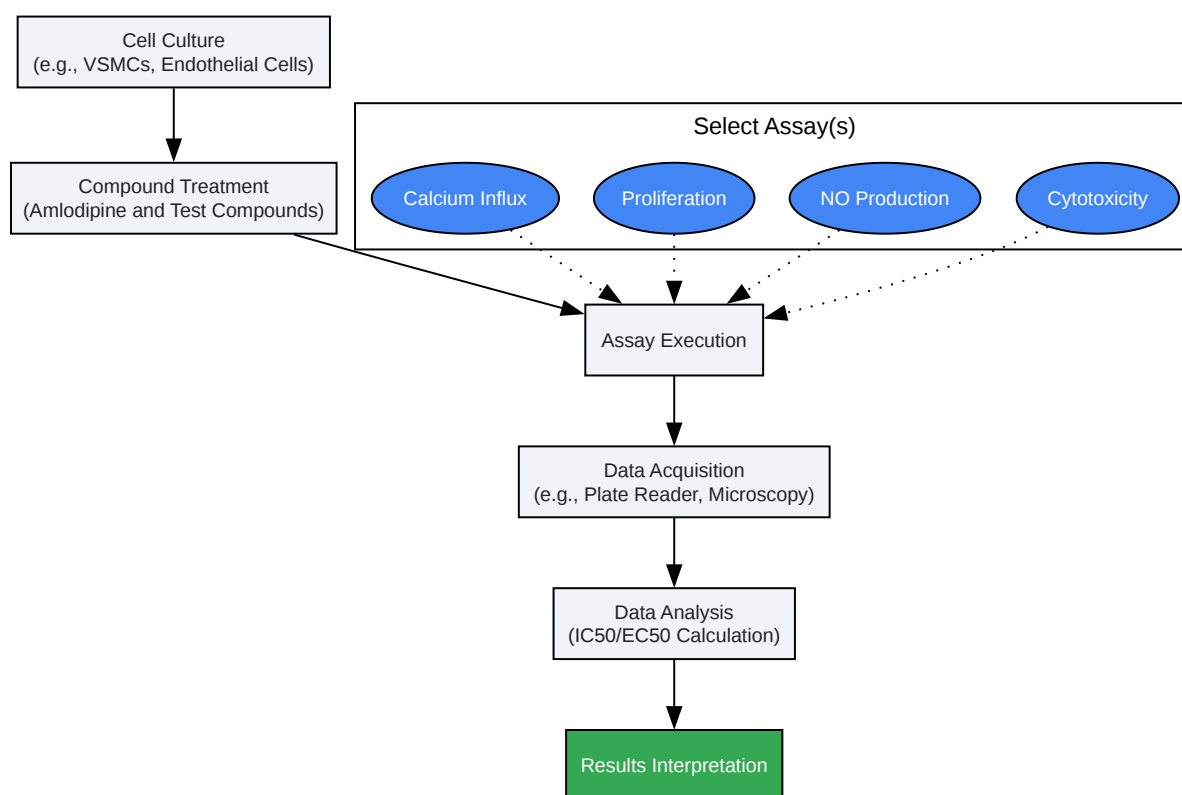 Cell Culture
(e.g., VSMCs, Endothelial Cells)
Select Assay(s)
Compound Treatment
(Amlodipine and Test Compounds)
Calcium Influx
Proliferation
NO Production
Cytotoxicity
Assay Execution
Data Acquisition
(e.g., Plate Reader, Microscopy)
Data Analysis
(IC50/EC50 Calculation)
Results Interpretation